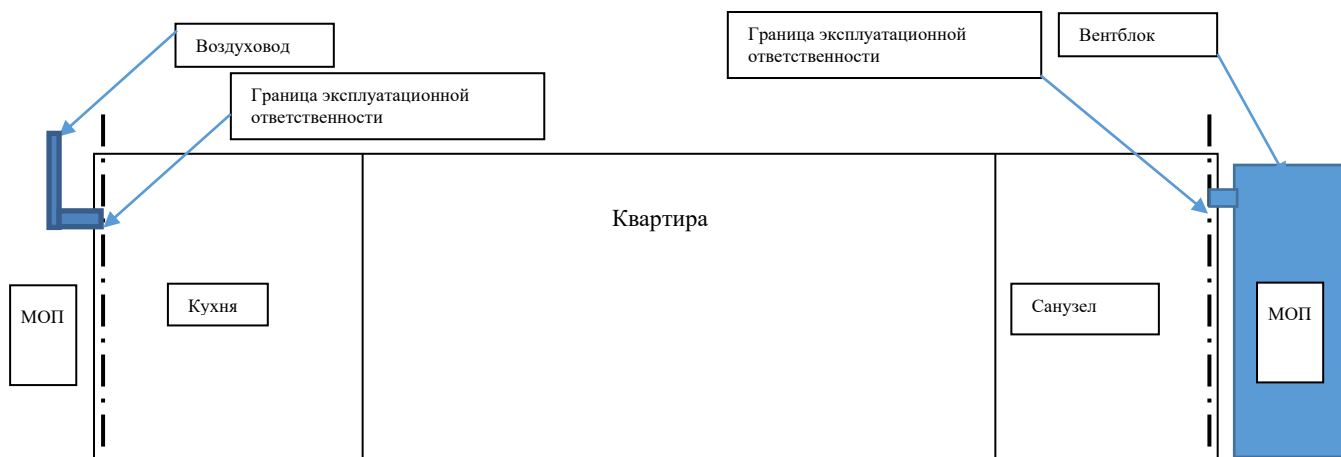 Воздуховод
Граница эксплуатационной
ответственности
Вентблок
Граница эксплуатационной
ответственности
Квартира
МОП
Кухня
Санузел
МОП